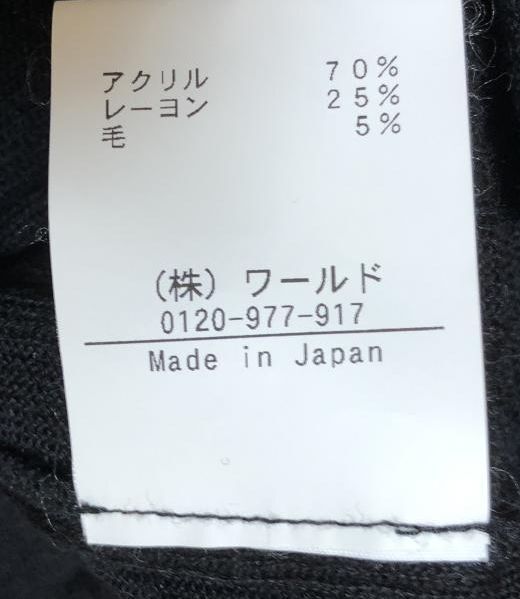 アクリル 70%
レーヨン 25%
毛 5%
(株) ワールド
0120-977-917
Made in Japan